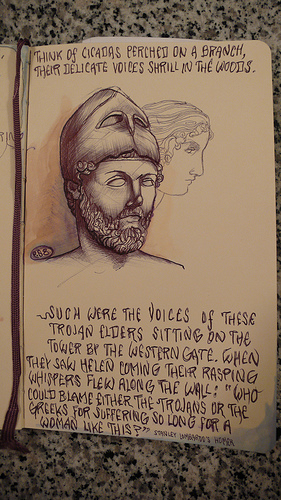 THINK OF CICADAS PERCHED ON A BRANCH,
THEIR DELICATE VOICES SHRILL IN THE WOODS.
~SUCH WERE THE VOICES OF THESE
TROJAN ELDERS SITTING ON THE
TOWER BY THE WESTERN GATE. WHEN
THEY SAW HELEN COMING THEIR RASPING
WHISPERS FLEW ALONG THE WALL: "WHO
COULD BLAME EITHER THE TROJANS OR THE
GREEKS FOR SUFFERING SO LONG FOR A
WOMAN LIKE THIS?" STANLEY LOMBARDO'S HOMER